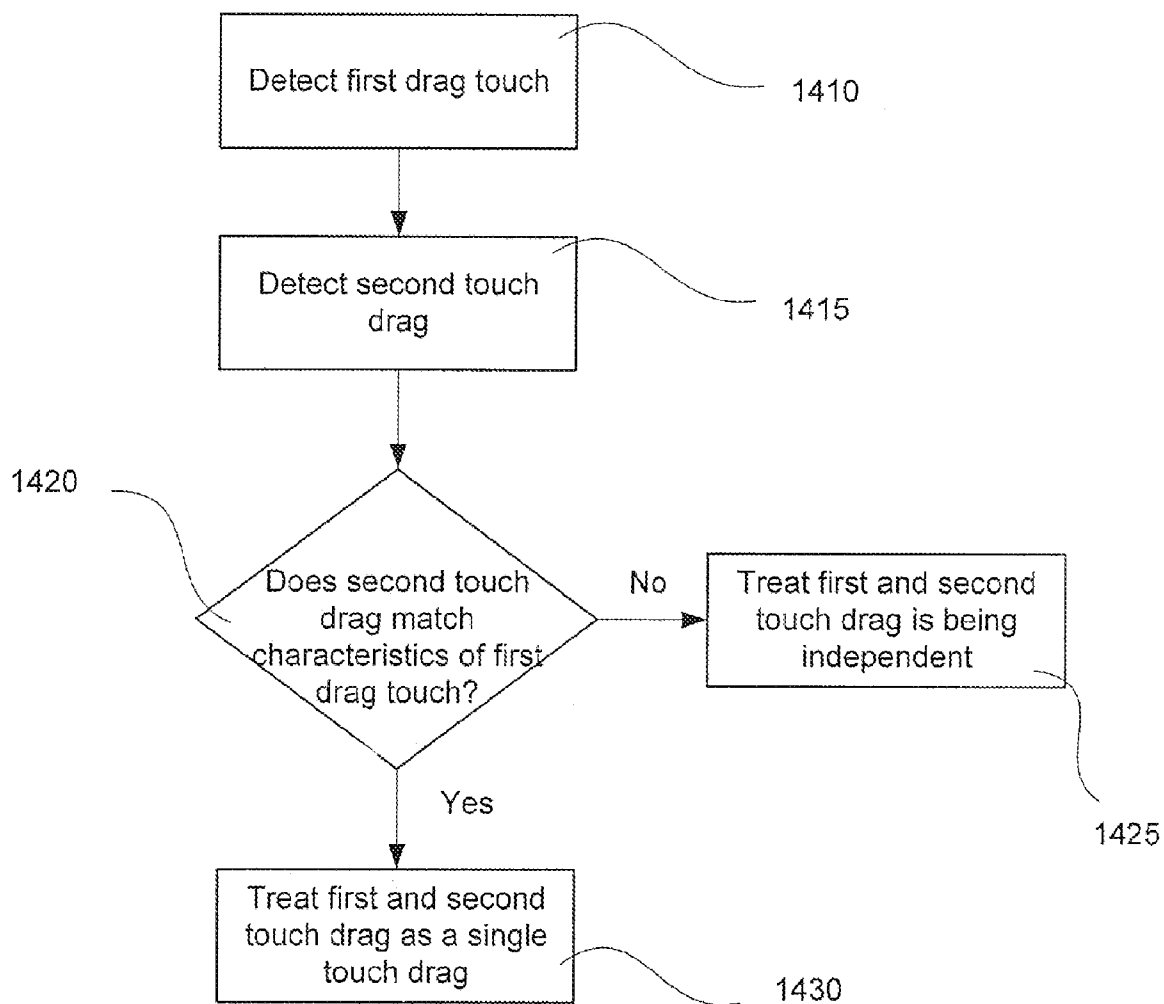 Detect first drag touch
1410
Detect second touch
drag
1415
1420
Does second touch
drag match
characteristics of first
drag touch?
No
Treat first and second
touch drag is being
independent
1425
Yes
Treat first and second
touch drag as a single
touch drag
1430